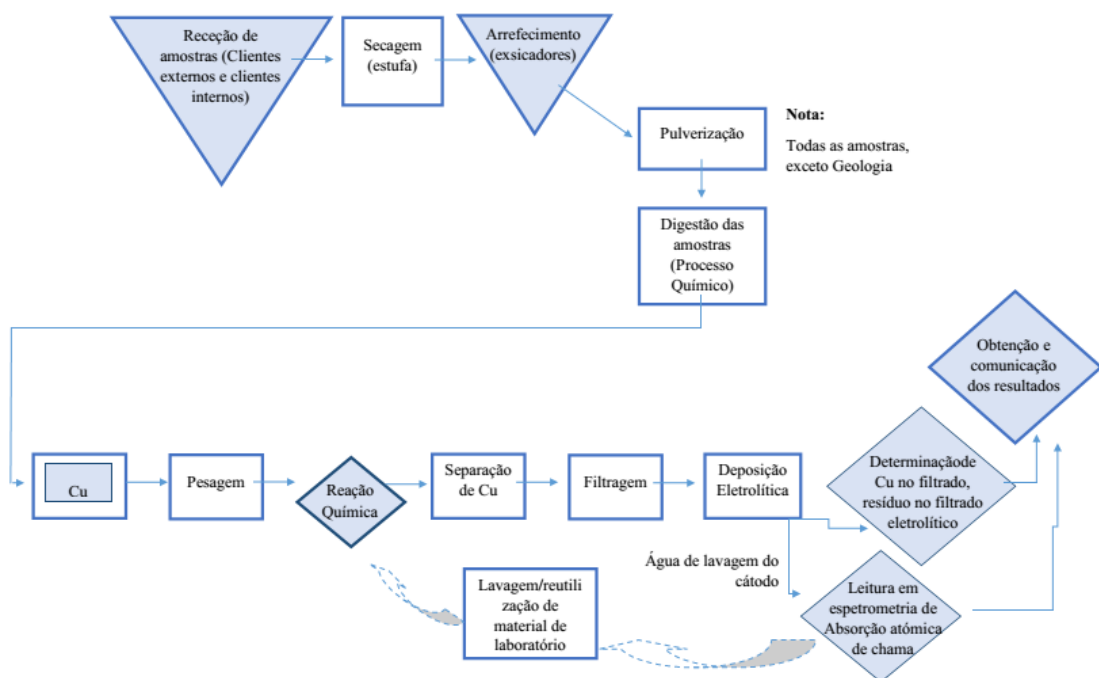 Receção de
amostras (Clientes
externos e clientes
internos)
Secagem
(estufa)
Arrefecimento
(exsicadores)
Pulverização
Nota:
Todas as amostras,
exceto Geologia
Digestão das
amostras
(Processo
Químico)
Obtenção e
comunicação
dos resultados
Cu
Pesagem
Reação
Química
Separação
de Cu
Filtragem
Deposição
Eletrolítica
Determinaçãode
Cu no filtrado,
resíduo no filtrado
eletrolítico
Água de lavagem do
cátodo
Lavagem/reutili
zação de
material de
laboratório
Leitura em
espetrometria de
Absorção atómica
de chama